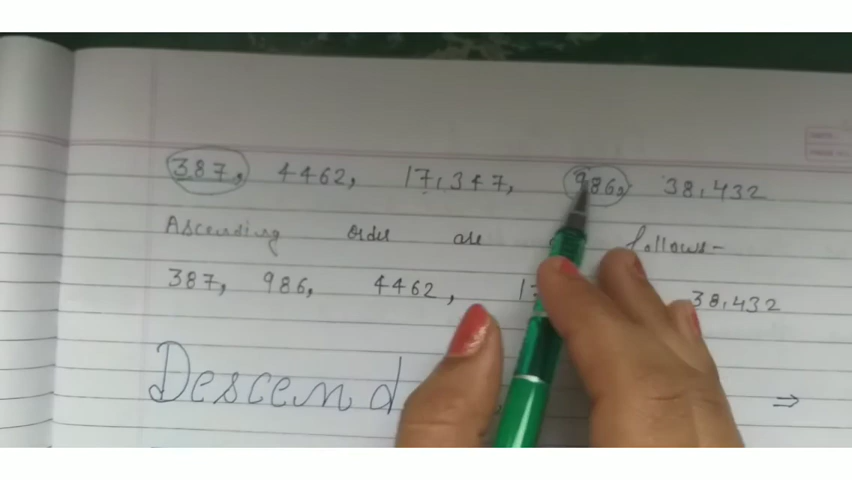 387, 4462, 17,347, 986, 38,432
Ascending order are follows-
387, 986, 4462, 38,432
Descend ⇒